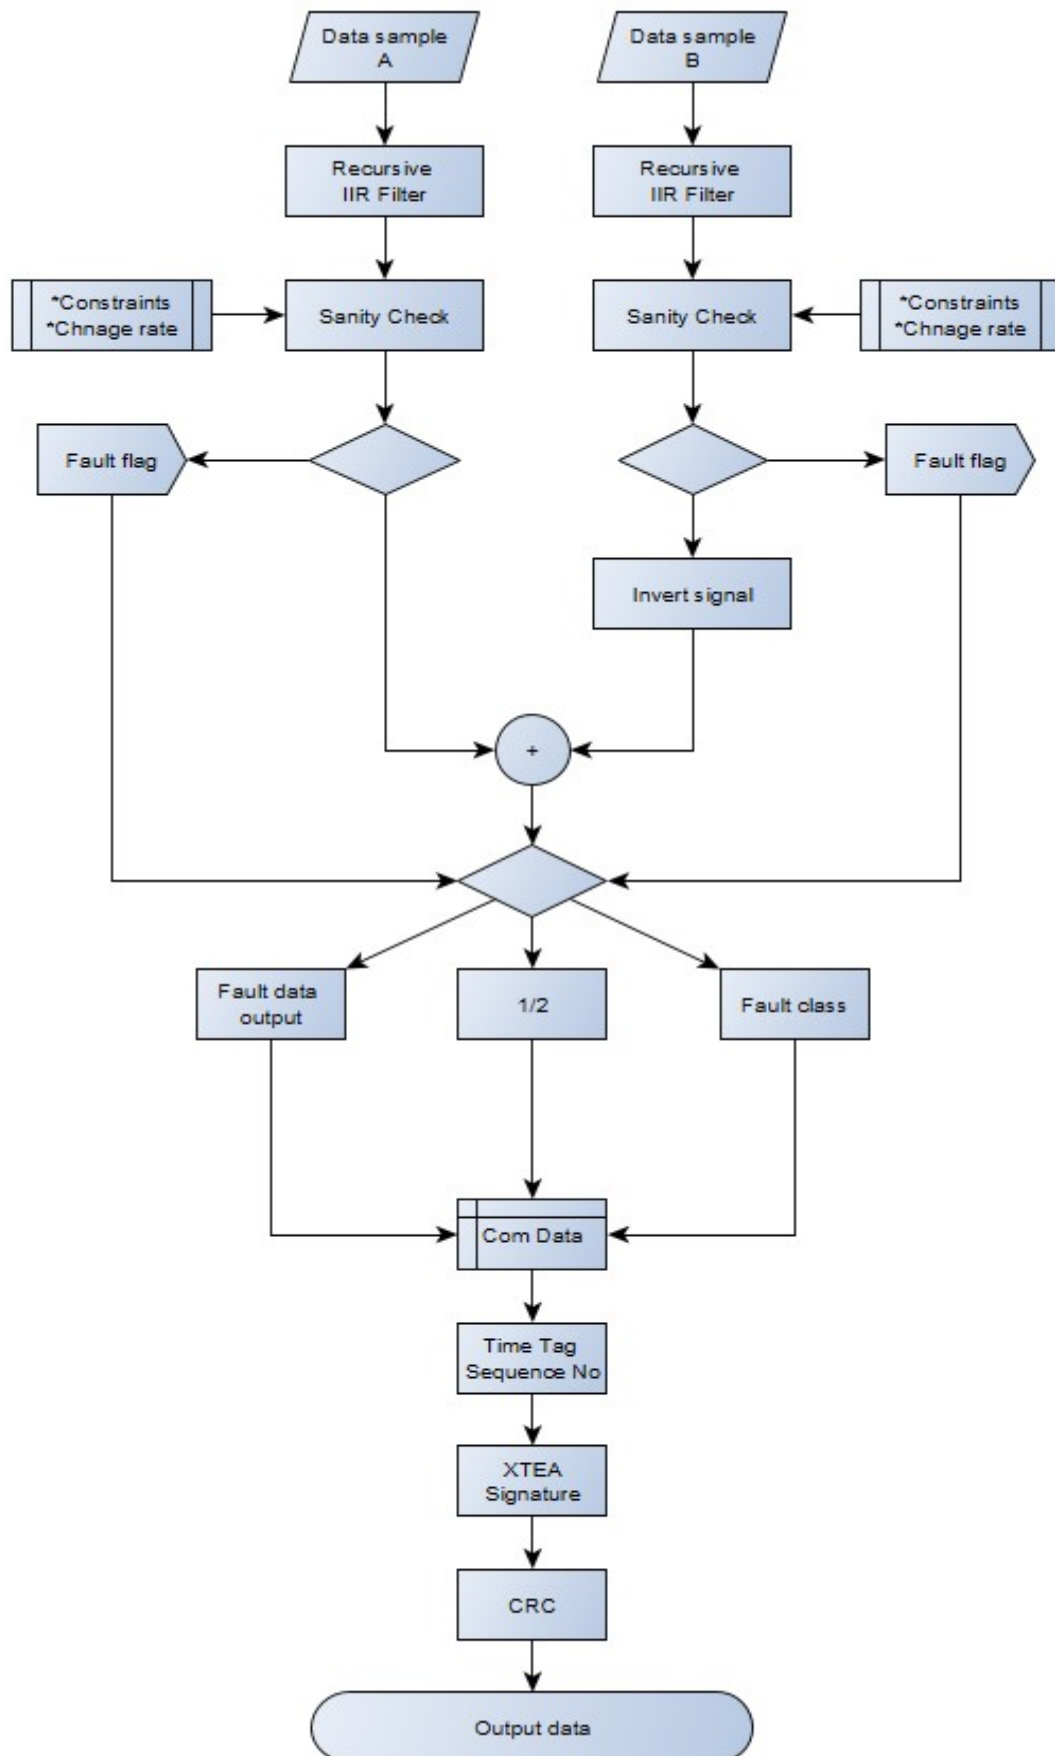 Data sample
A
Data sample
B
Recursive
IIR Filter
Recursive
IIR Filter
*Constraints
*Chnage rate
Sanity Check
Sanity Check
*Constraints
*Chnage rate
Fault flag
Fault flag
Invert signal
+
Fault data
output
1/2
Fault class
Com Data
Time Tag
Sequence No
XTEA
Signature
CRC
Output data